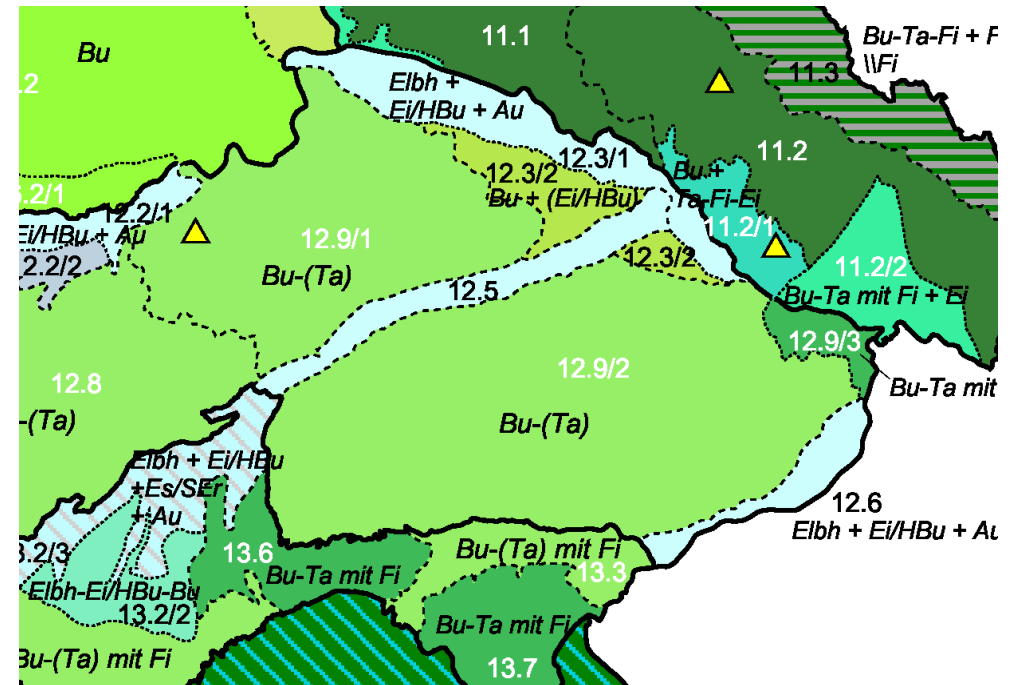 11.1
Bu-Ta-Fi + F
\\Fi
Bu
.2
11.3
Elbh +
Ei/HBu + Au
11.2
12.3/1
12.3/2
Bu + (Ei/HBu)
Bu +
Ta-Fi-Ei
.2/1
12.2/1
11.2/1
Ei/HBu + Au
12.9/1
12.3/2
2.2/2
11.2/2
Bu-(Ta)
12.5
Bu-Ta mit Fi + Ei
12.9/3
12.8
12.9/2
Bu-Ta mit
-(Ta)
Bu-(Ta)
Elbh + Ei/HBu
+Es/SEr
+ Au
12.6
Elbh + Ei/HBu + Au
3.2/3
13.6
Bu-(Ta) mit Fi
Bu-Ta mit Fi
13.3
Elbh-Ei/HBu-Bu
13.2/2
Bu-Ta mit Fi
Bu-(Ta) mit Fi
13.7